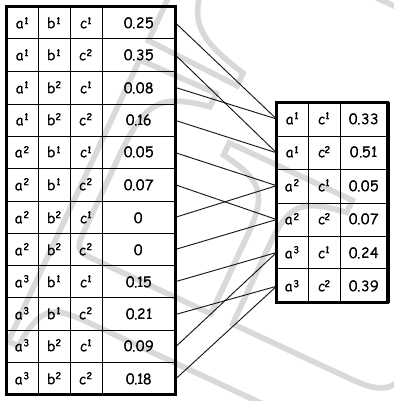 a¹ b¹ c¹ 0.25
a¹ b¹ c² 0.35
a¹ b² c¹ 0.08
a¹ b² c² 0.16
a² b¹ c¹ 0.05
a² b¹ c² 0.07
a² b² c¹ 0
a² b² c² 0
a³ b¹ c¹ 0.15
a³ b¹ c² 0.21
a³ b² c¹ 0.09
a³ b² c² 0.18
a¹ c¹ 0.33
a¹ c² 0.51
a² c¹ 0.05
a² c² 0.07
a³ c¹ 0.24
a³ c² 0.39